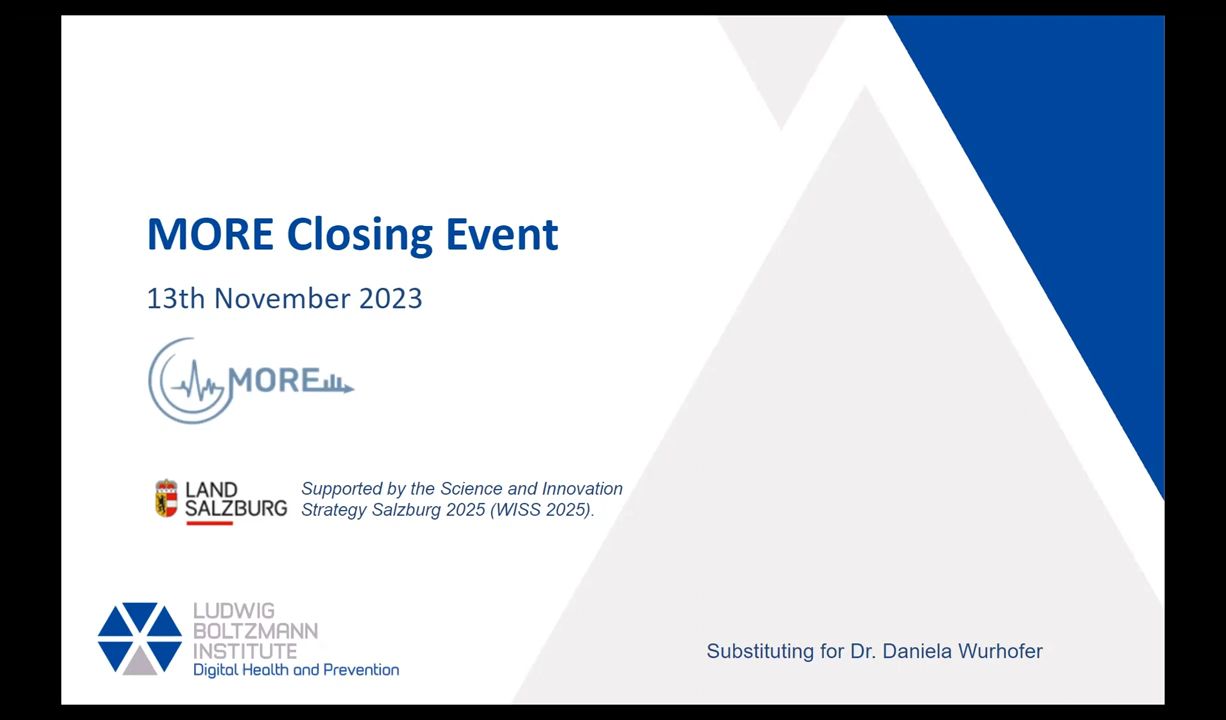 MORE Closing Event
13th November 2023
MORE
LAND
SALZBURG
Supported by the Science and Innovation
Strategy Salzburg 2025 (WISS 2025).
LUDWIG
BOLTZMANN
INSTITUTE
Digital Health and Prevention
Substituting for Dr. Daniela Wurhofer